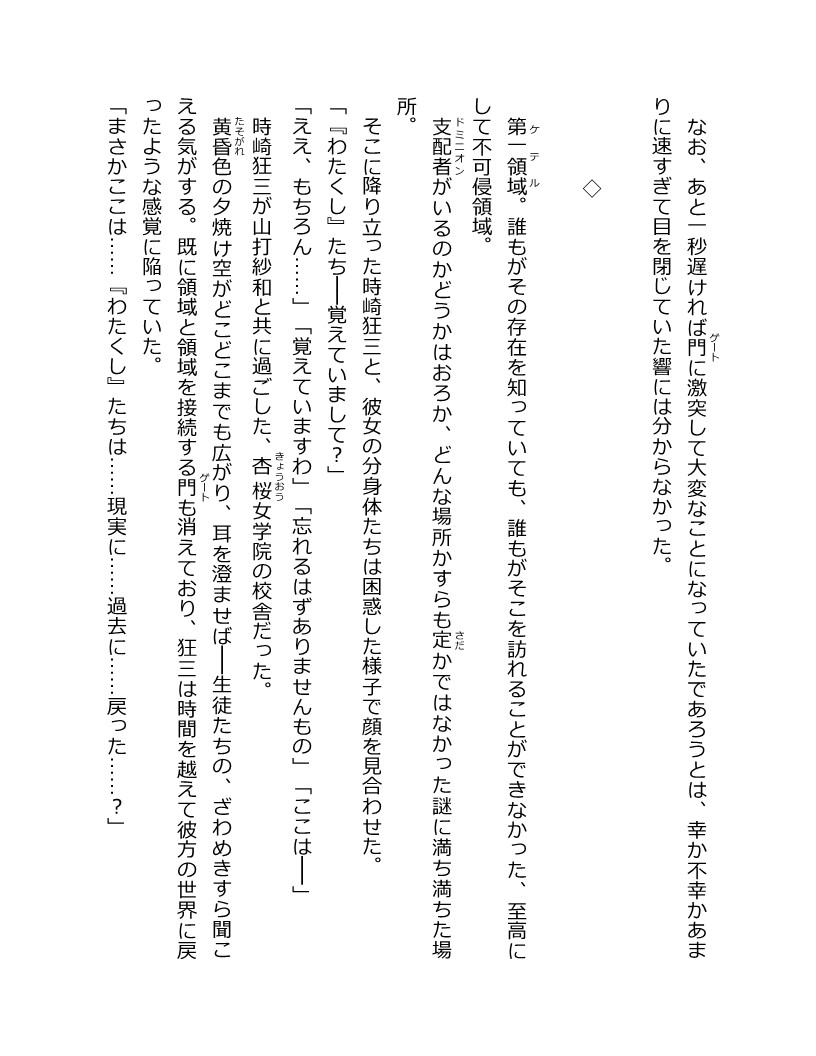 なお、あと一秒遅ければ門に激突して大変なことになっていたであろうとは、幸か不幸かあま
りに速すぎて目を閉じていた響には分からなかった。
◇
第一領域。誰もがその存在を知っていても、誰もがそこを訪れることができなかった、至高に
して不可侵領域。
支配者がいるのかどうかはおろか、どんな場所かすらも定かではなかった謎に満ち満ちた場
所。
そこに降り立った時崎狂三と、彼女の分身体たちは困惑した様子で顔を見合わせた。
「『わたくし』たち──覚えていまして？」
「ええ、もちろん……」「覚えていますわ」「忘れるはずありませんもの」「ここは──」
時崎狂三が山打紗和と共に過ごした、杏桜女学院の校舎だった。
黄昏色の夕焼け空がどこどこまでも広がり、耳を澄ませば──生徒たちの、ざわめきすら聞こ
える気がする。既に領域と領域を接続する門も消えており、狂三は時間を越えて彼方の世界に戻
ったような感覚に陥っていた。
「まさかここは……『わたくし』たちは……現実に……過去に……戻った……？」